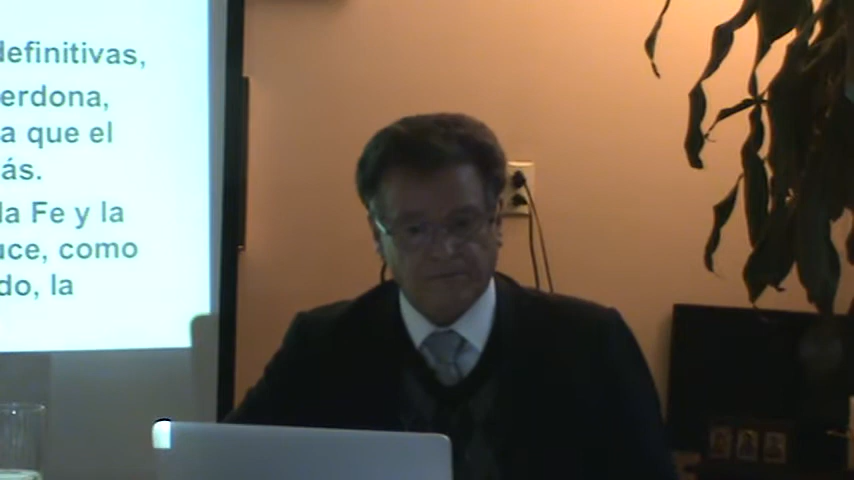 definitivas,
erdona,
a que el
ás.
la Fe y la
uce, como
do, la